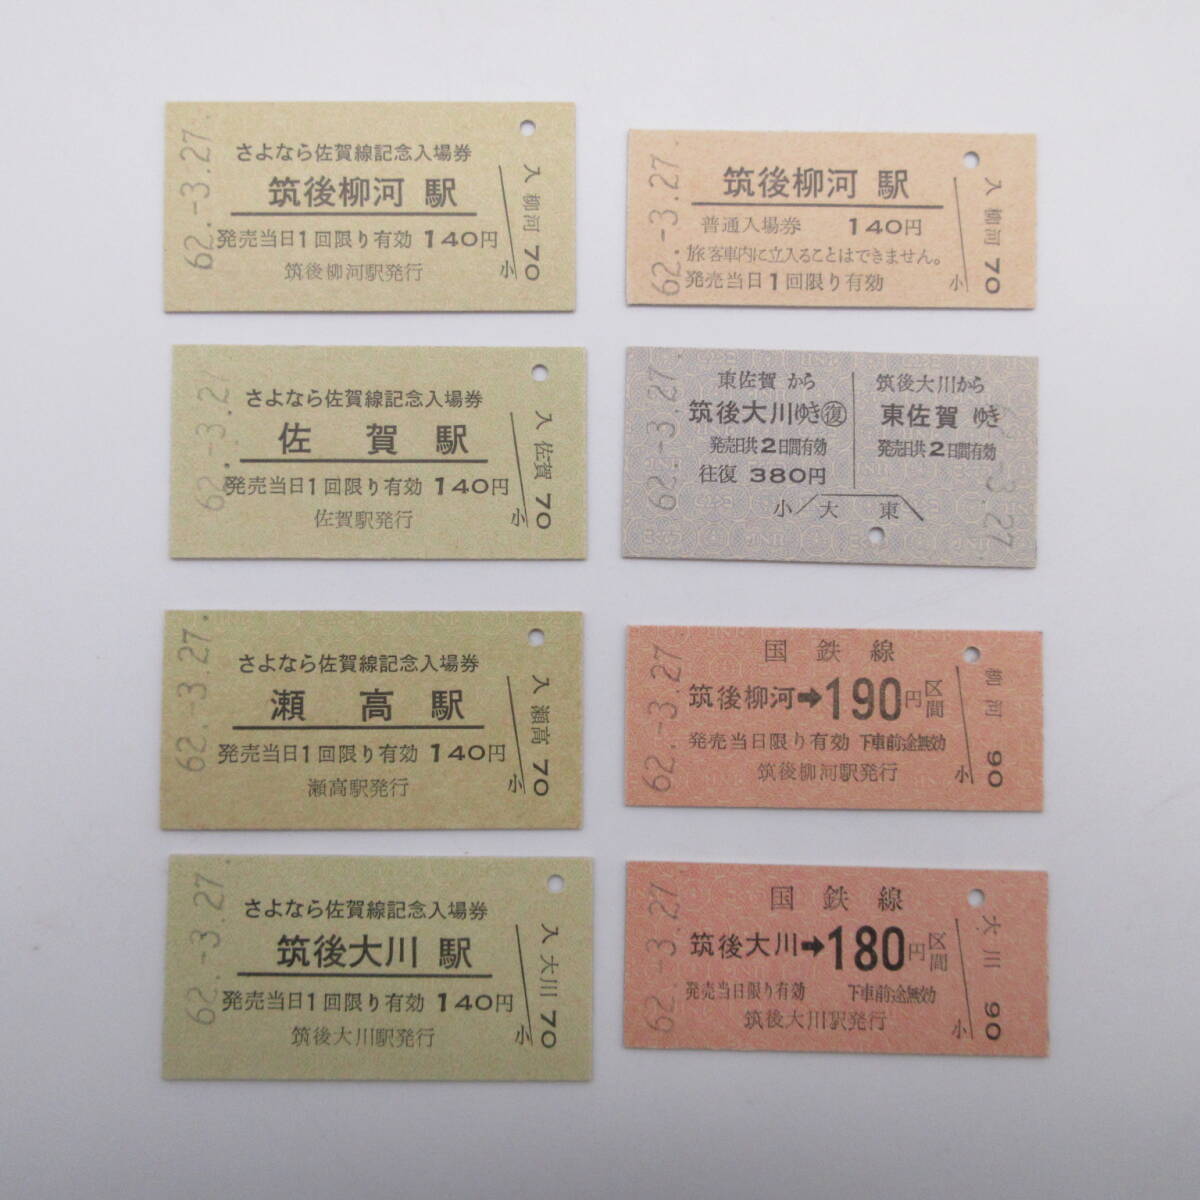 62.-3.27.
さよなら佐賀線記念入場券
筑後柳河 駅
発売当日1回限り有効 140円
筑後柳河駅発行
入 柳河 70
小
62.-3.27.
筑後柳河 駅
普通入場券 140円
旅客車内に立入ることはできません。
発売当日1回限り有効
入 柳河 70
小
62.-3.27
さよなら佐賀線記念入場券
佐 賀 駅
発売当日1回限り有効 140円
佐賀駅発行
入 佐賀 70
小
62.-3.27.
東佐賀 から
筑後大川ゆき 復
発売日共2日間有効
往復 380円
筑後大川から
東佐賀 ゆき
発売日共2日間有効
小 大 東
-3.27
62.-3.27.
さよなら佐賀線記念入場券
瀬 高 駅
発売当日1回限り有効 140円
瀬高駅発行
入 瀬高 70
小
62.-3.27.
国 鉄 線
筑後柳河➡190円区間
発売当日限り有効 下車前途無効
筑後柳河駅発行
柳河 90
小
62.-3.27
さよなら佐賀線記念入場券
筑後大川 駅
発売当日1回限り有効 140円
筑後大川駅発行
入 大川 70
小
62.-3.27
国 鉄 線
筑後大川➡180円区間
発売当日限り有効 下車前途無効
筑後大川駅発行
大川 90
小